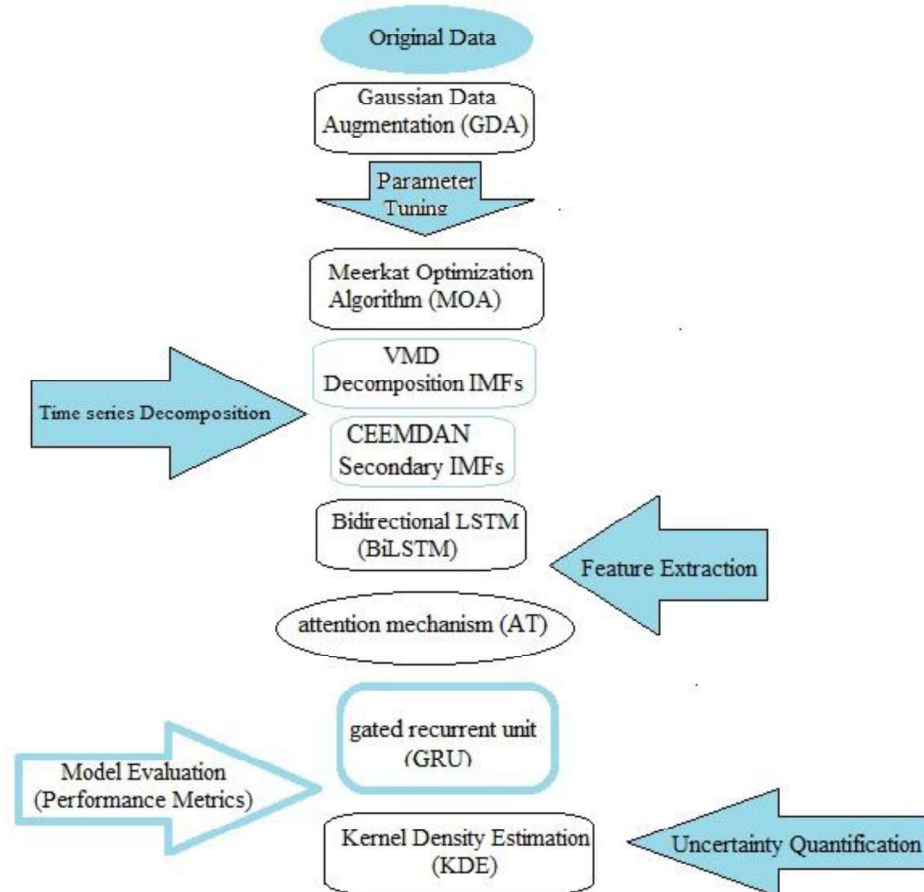 Original Data
Gaussian Data
Augmentation (GDA)
Parameter
Tuning
Meerkat Optimization
Algorithm (MOA)
VMD
Decomposition IMFs
Time series Decomposition
CEEMDAN
Secondary IMFs
Bidirectional LSTM
(BiLSTM)
Feature Extraction
attention mechanism (AT)
gated recurrent unit
(GRU)
Model Evaluation
(Performance Metrics)
Kernel Density Estimation
(KDE)
Uncertainty Quantification